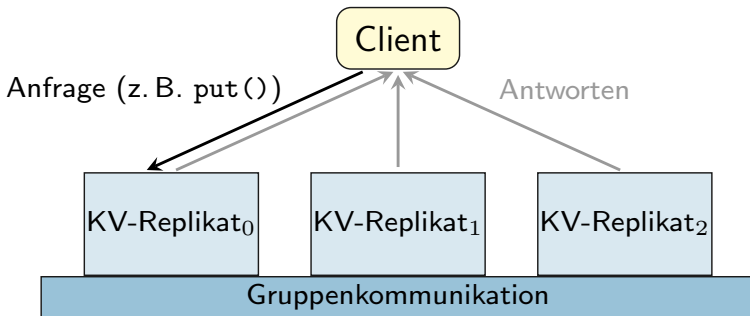 Client
Anfrage (z. B. put())
Antworten
KV-Replikat₀
KV-Replikat₁
KV-Replikat₂
Gruppenkommunikation